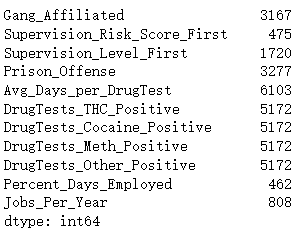 Gang_Affiliated 3167
Supervision_Risk_Score_First 475
Supervision_Level_First 1720
Prison_Offense 3277
Avg_Days_per_DrugTest 6103
DrugTests_THC_Positive 5172
DrugTests_Cocaine_Positive 5172
DrugTests_Meth_Positive 5172
DrugTests_Other_Positive 5172
Percent_Days_Employed 462
Jobs_Per_Year 808
dtype: int64